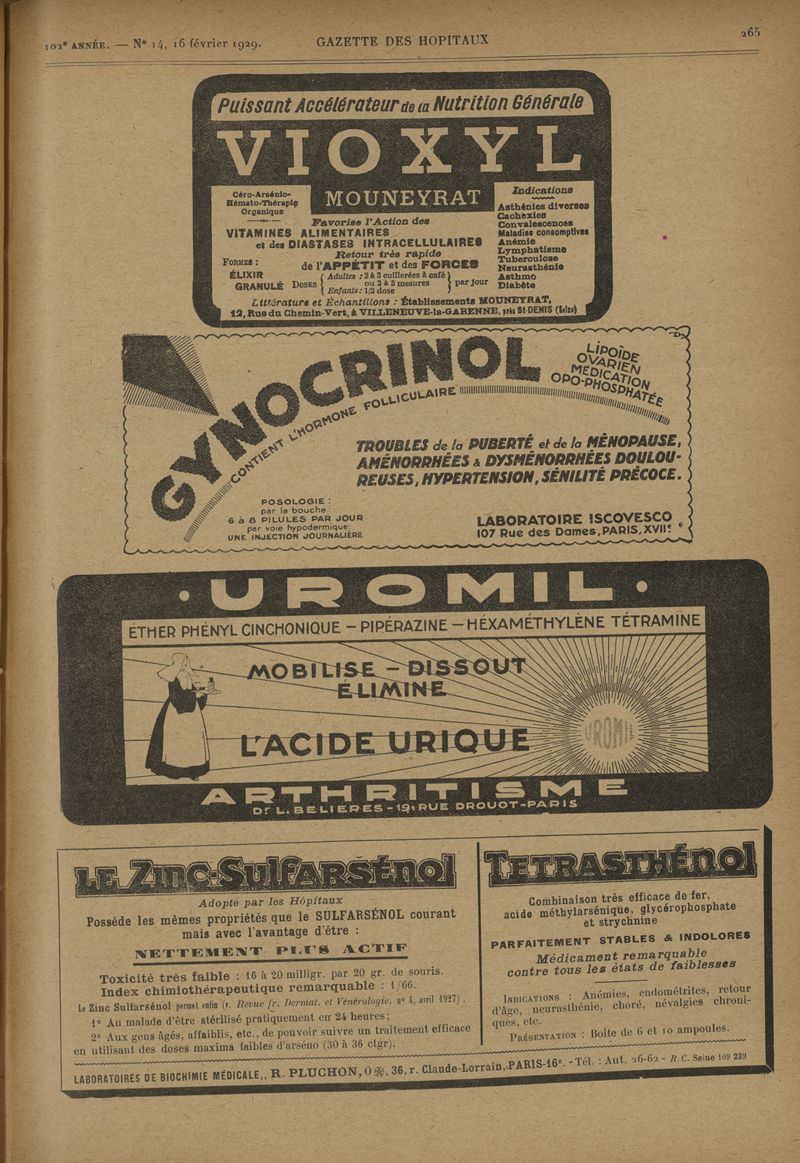 102ᵉ ANNÉE. — Nᵒ 14, 16 février 1929.
GAZETTE DES HOPITAUX
265
Puissant Accélérateur de la Nutrition Générale
VIOXYL
MOUNEYRAT
Céro-Arsénio-
Hémato-Thérapie
Organique
Favorise l'Action des
VITAMINES ALIMENTAIRES
et des DIASTASES INTRACELLULAIRES
Retour très rapide
de l'APPÉTIT et des FORCES
FORMES :
ÉLIXIR
GRANULÉ
DOSES
Adultes : 2 à 3 cuillerées à café
ou 2 à 3 mesures
Enfants : 1/2 dose
par jour
Indications
Asthénies diverses
Cachexies
Convalescences
Maladies consomptives
Anémie
Lymphatisme
Tuberculose
Neurasthénie
Asthme
Diabète
Littérature et Échantillons : Établissements MOUNEYRAT,
12, Rue du Chemin-Vert, à VILLENEUVE-la-GARENNE, près St-DENIS (Seine)
GYNOCRINOL
CONTIENT L'HORMONE FOLLICULAIRE
LIPOÏDE
OVARIEN
MÉDICATION
OPO-PHOSPHATÉE
TROUBLES de la PUBERTÉ et de la MÉNOPAUSE,
AMÉNORRHÉES & DYSMÉNORRHÉES DOULOU-
REUSES, HYPERTENSION, SÉNILITÉ PRÉCOCE.
POSOLOGIE :
par la bouche
6 à 8 PILULES PAR JOUR
par voie hypodermique:
UNE INJECTION JOURNALIÈRE
LABORATOIRE ISCOVESCO
107 Rue des Dames, PARIS, XVIIᵉ
· UROMIL ·
ÉTHER PHÉNYL CINCHONIQUE — PIPÉRAZINE — HÉXAMÉTHYLÈNE TÉTRAMINE
MOBILISE – DISSOUT
ÉLIMINE
L'ACIDE URIQUE
UROMIL
ARTHRITISME
Dr L. BELIERES - 19, RUE DROUOT - PARIS
LE ZINC-SULFARSÉNOL
Adopté par les Hôpitaux
Possède les mêmes propriétés que le SULFARSÉNOL courant
mais avec l'avantage d'être :
NETTEMENT PLUS ACTIF
Toxicité très faible : 16 à 20 milligr. par 20 gr. de souris.
Index chimiothérapeutique remarquable : 1/66.
Le Zinc Sulfarsénol permet enfin (v. Revue fr. Dermat. et Vénérologie, nᵒ 4, avril 1927).
1ᵒ Au malade d'être stérilisé pratiquement en 24 heures;
2ᵒ Aux gens âgés, affaiblis, etc., de pouvoir suivre un traitement efficace
en utilisant des doses maxima faibles d'arséno (30 à 36 ctgr).
TETRASTHÉNOL
Combinaison très efficace de fer,
acide méthylarsénique, glycérophosphate
et strychnine
PARFAITEMENT STABLES & INDOLORES
Médicament remarquable
contre tous les états de faiblesses
INDICATIONS : Anémies, endométrites, retour
d'âge, neurasthénie, choré, névalgies chroni-
ques, etc.
PRÉSENTATION : Boite de 6 et 10 ampoules.
LABORATOIRES DE BIOCHIMIE MÉDICALE,, R. PLUCHON, O ✻, 36, r. Claude-Lorrain, PARIS-16ᵉ. - Tél. : Aut. 26-62 - R. C. Seine 109 239